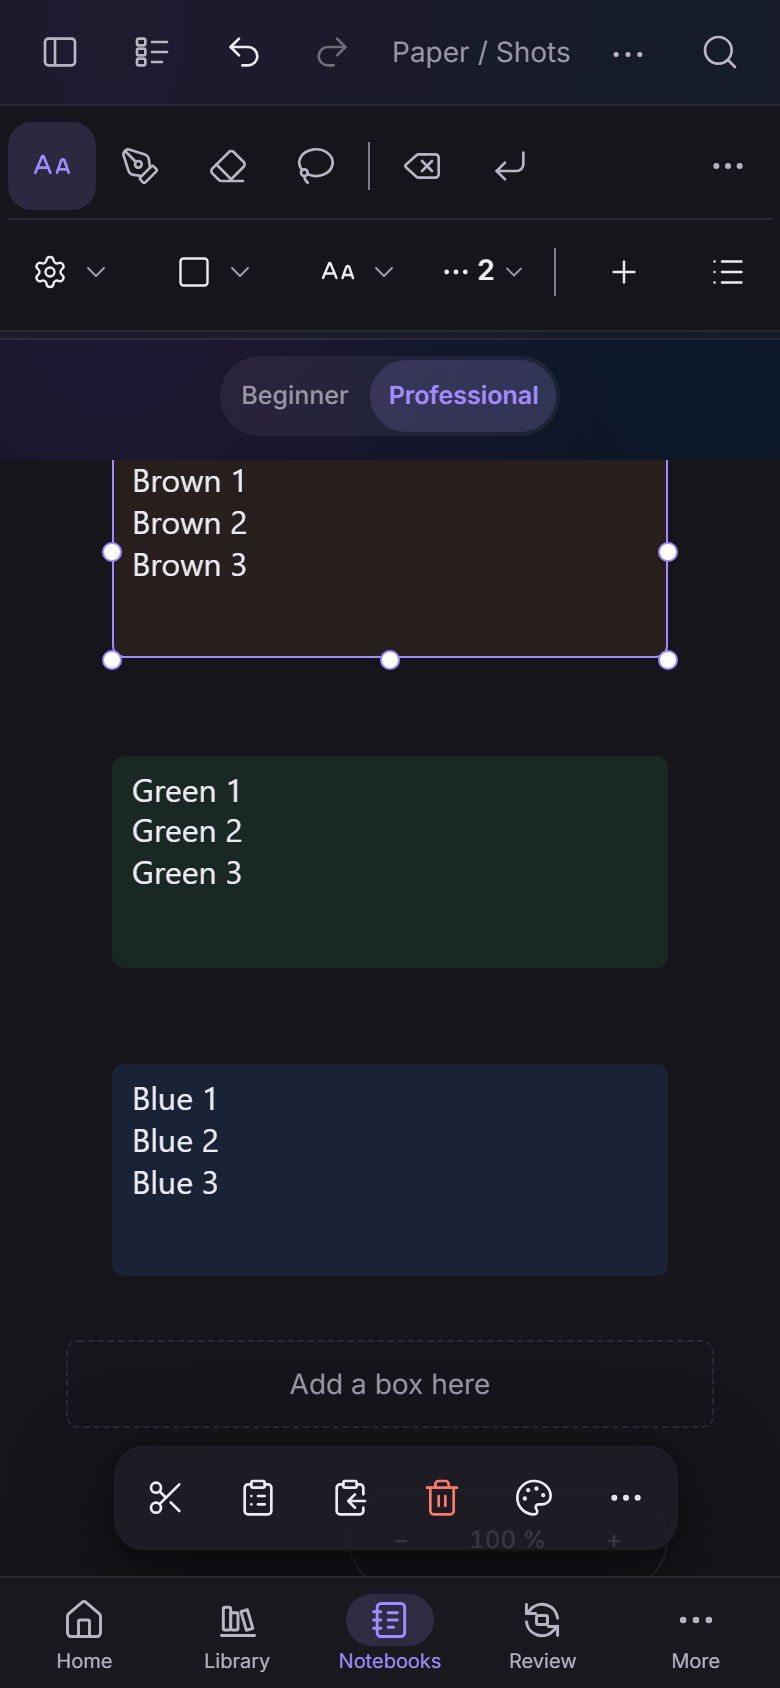 Paper / Shots
AA
AA
2
Beginner
Professional
Brown 1
Brown 2
Brown 3
Green 1
Green 2
Green 3
Blue 1
Blue 2
Blue 3
Add a box here
− 100 % +
Home
Library
Notebooks
Review
More